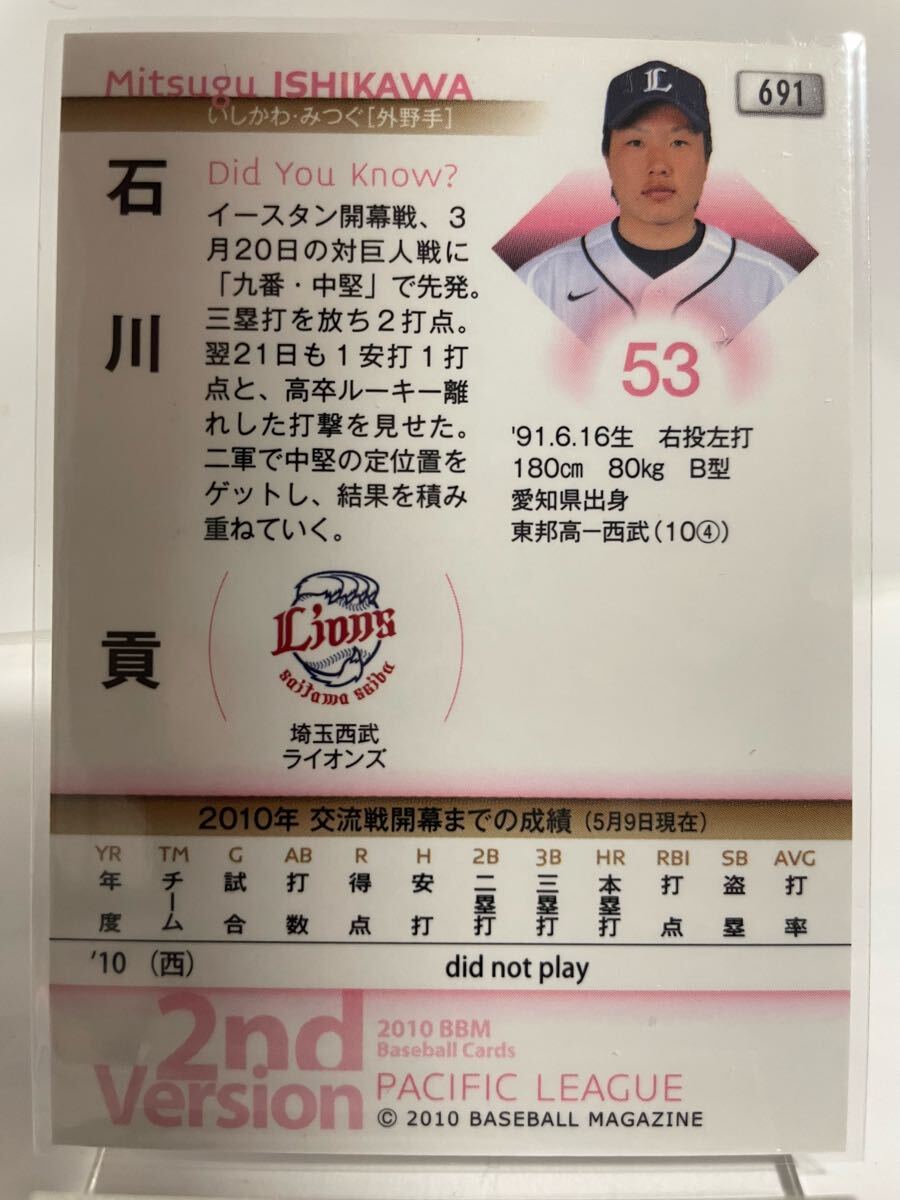 Mitsugu ISHIKAWA
いしかわ・みつぐ[外野手]
691
石川 貢
Did You Know?
イースタン開幕戦、3
月20日の対巨人戦に
「九番・中堅」で先発。
三塁打を放ち2打点。
翌21日も1安打1打
点と、高卒ルーキー離
れした打撃を見せた。
二軍で中堅の定位置を
ゲットし、結果を積み
重ねていく。
L
53
'91.6.16生 右投左打
180cm 80kg B型
愛知県出身
東邦高―西武(10④)
Lions
saitama seibu
埼玉西武
ライオンズ
2010年 交流戦開幕までの成績 (5月9日現在)
YR TM G AB R H 2B 3B HR RBI SB AVG
年度 チーム 試合 打数 得点 安打 二塁打 三塁打 本塁打 打点 盗塁 打率
'10 (西) did not play
2nd
Version
2010 BBM
Baseball Cards
PACIFIC LEAGUE
© 2010 BASEBALL MAGAZINE